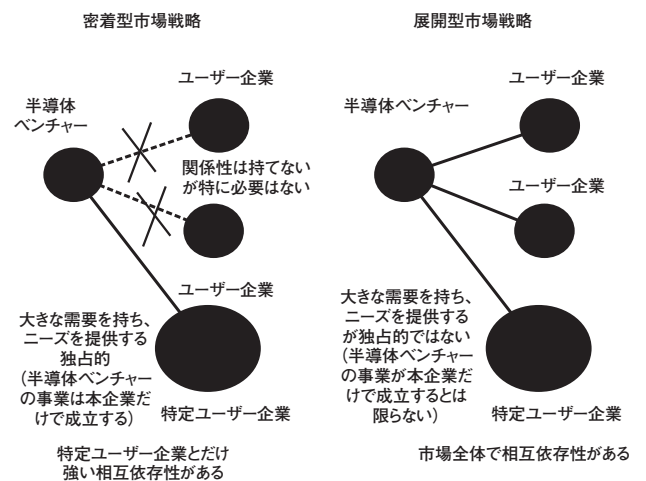 密着型市場戦略
半導体
ベンチャー
ユーザー企業
関係性は持てない
が特に必要はない
ユーザー企業
大きな需要を持ち、
ニーズを提供する
独占的
（半導体ベンチャー
の事業は本企業だ
けで成立する）
特定ユーザー企業
特定ユーザー企業とだけ
強い相互依存性がある
展開型市場戦略
半導体ベンチャー
ユーザー企業
ユーザー企業
大きな需要を持ち、
ニーズを提供する
が独占的ではない
（半導体ベンチャー
の事業が本企業だ
けで成立するとは
限らない）
特定ユーザー企業
市場全体で相互依存性がある